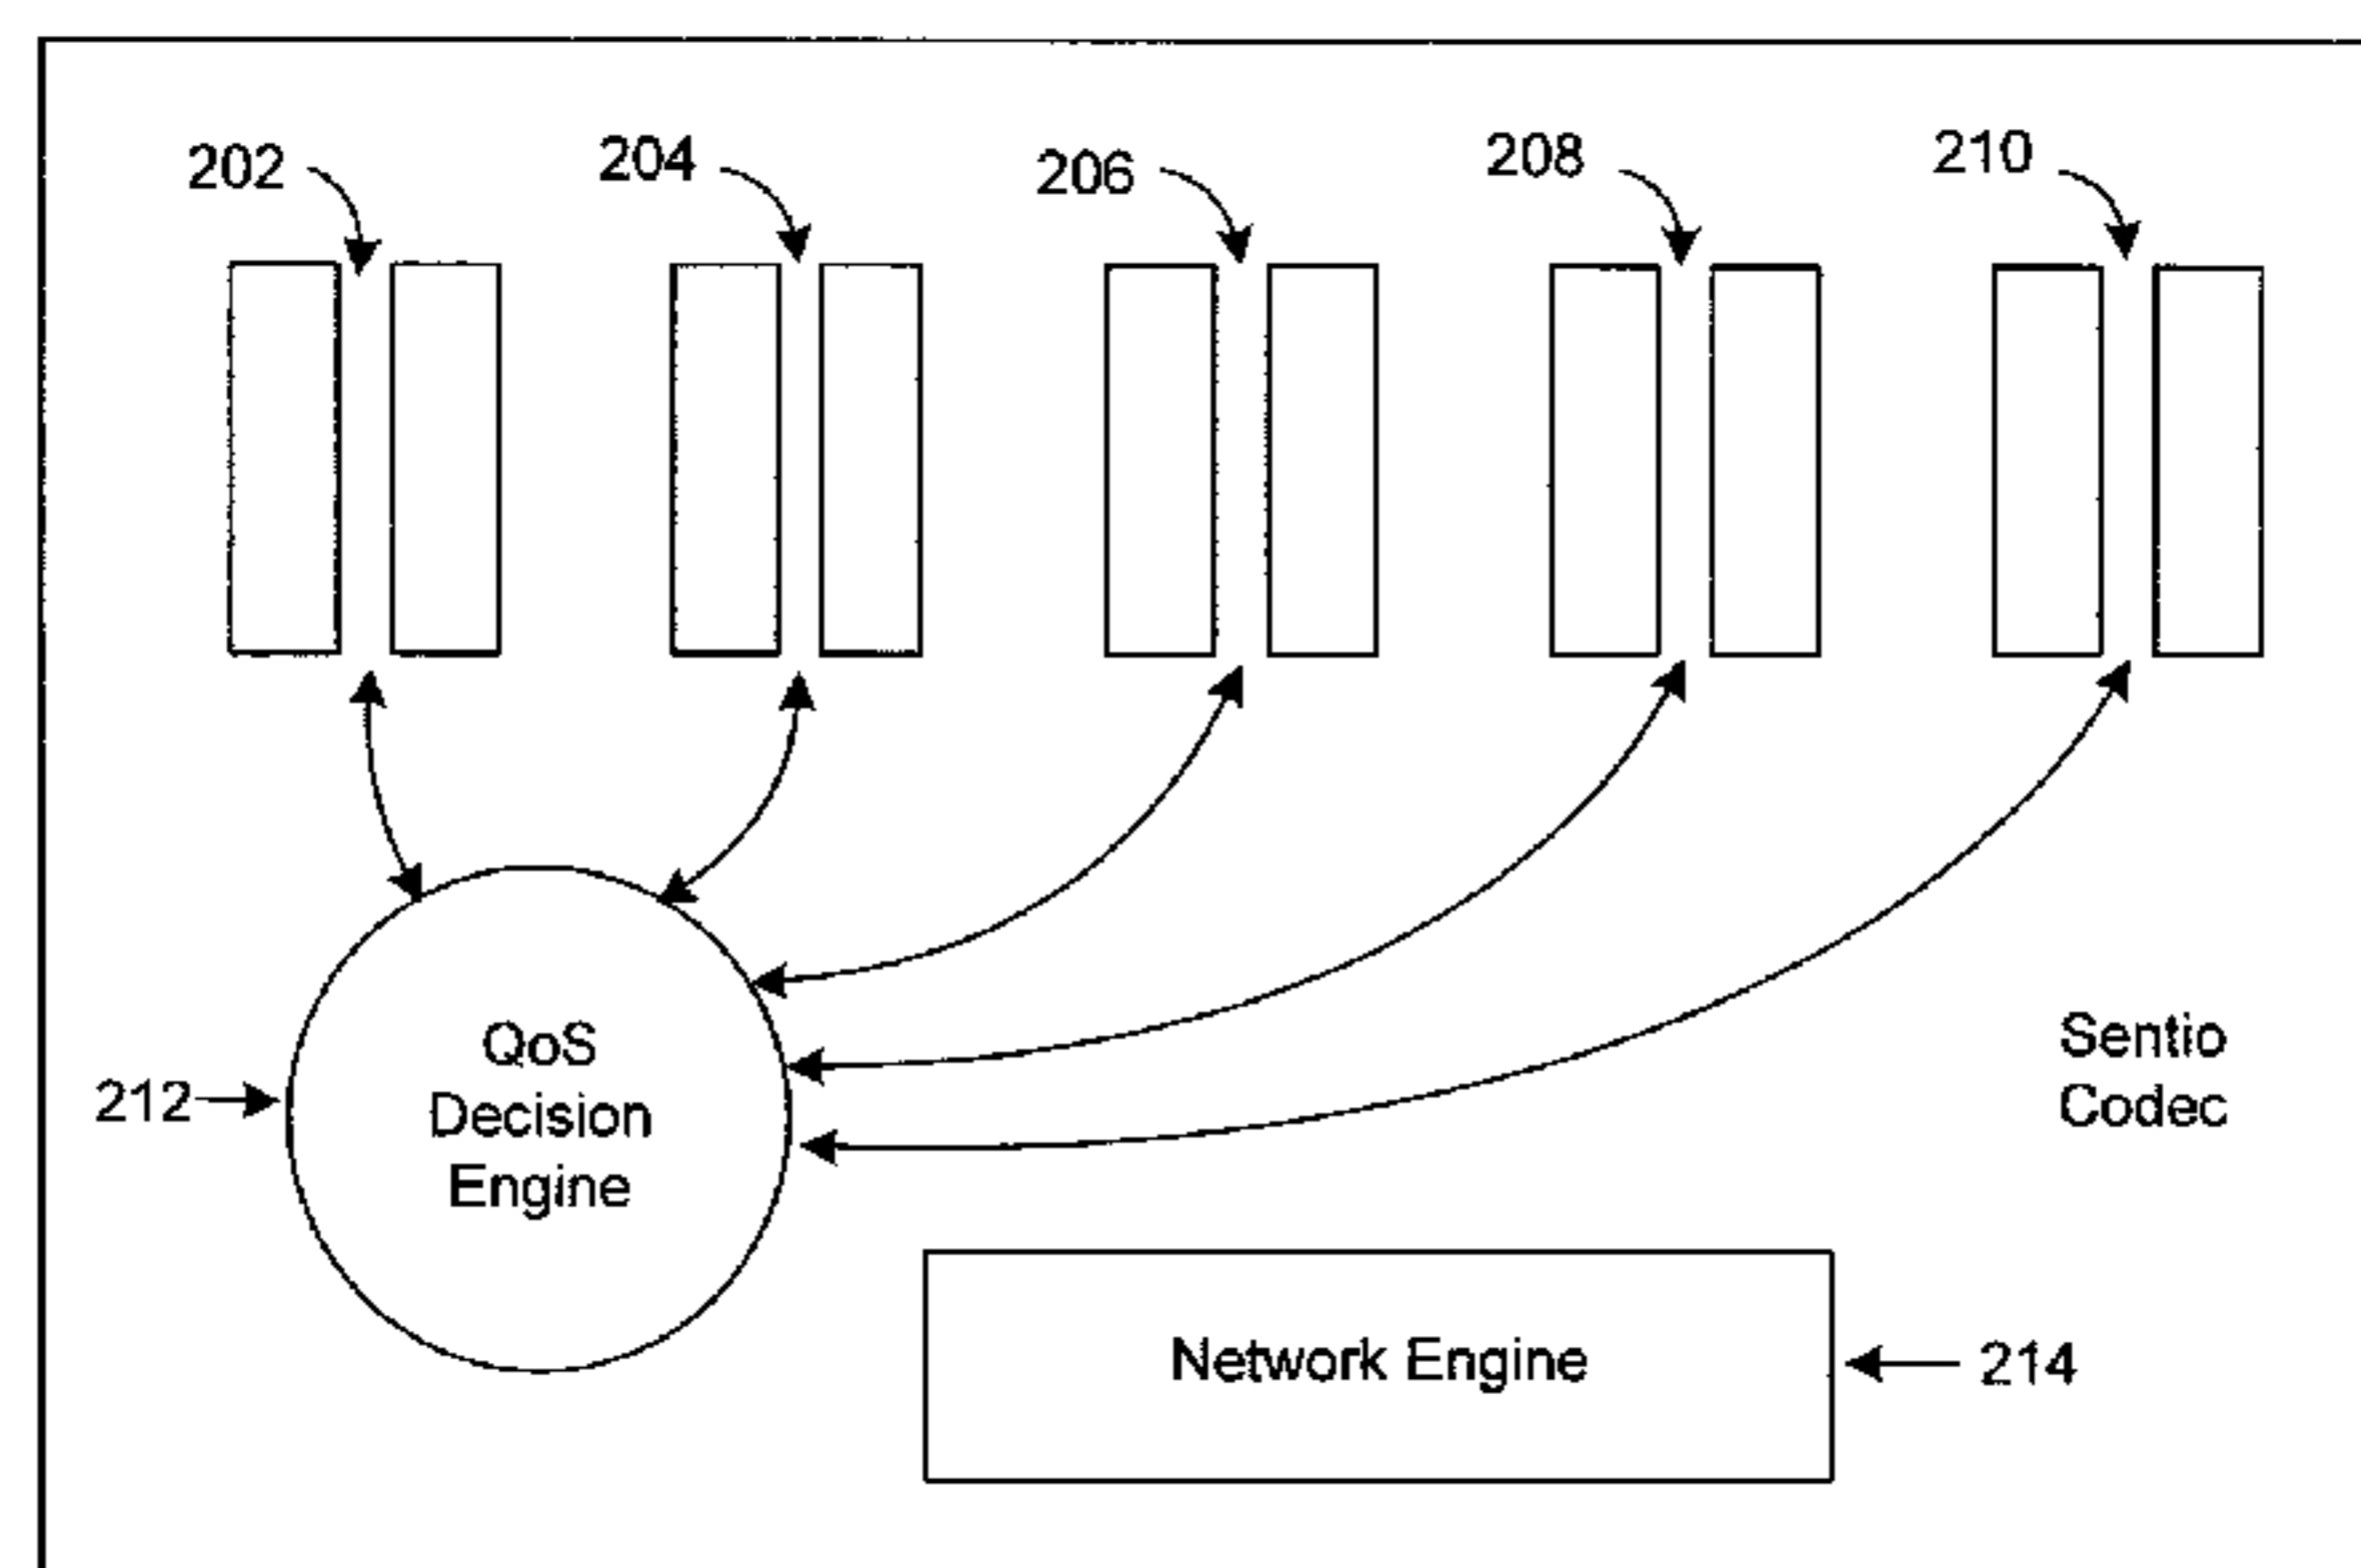 202
204
206
208
210
QoS
Decision
Engine
212
Sentio
Codec
Network Engine
214